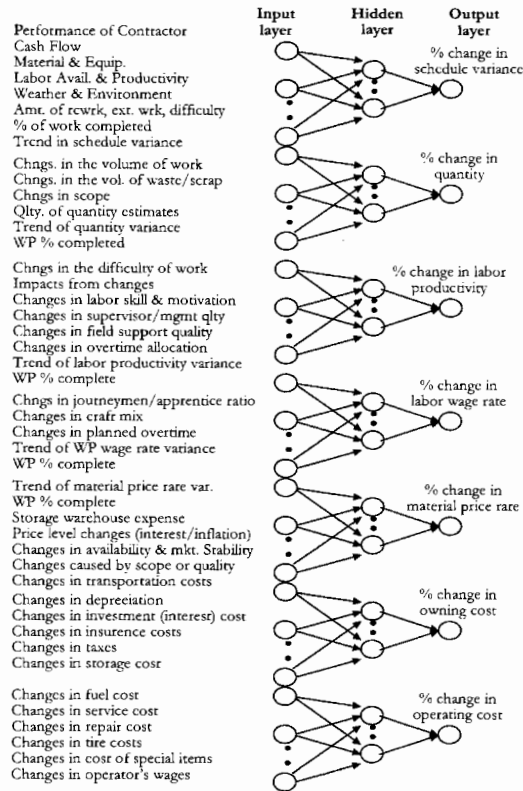 Input layer
Hidden layer
Output layer
Performance of Contractor
Cash Flow
Material & Equip.
Labor Avail. & Productivity
Weather & Environment
Amt. of rework, ext. wrk, difficulty
% of work completed
Trend in schedule variance
% change in
schedule variance
Chngs. in the volume of work
Chngs. in the vol. of waste/scrap
Chngs in scope
Qlty. of quantity estimates
Trend of quantity variance
WP % completed
% change in
quantity
Chngs in the difficulty of work
Impacts from changes
Changes in labor skill & motivation
Changes in supervisor/mgmt qlty
Changes in field support quality
Changes in overtime allocation
Trend of labor productivity variance
WP % complete
% change in labor
productivity
Chngs in journeymen/apprentice ratio
Changes in craft mix
Changes in planned overtime
Trend of WP wage rate variance
WP % complete
% change in
labor wage rate
Trend of material price rate var.
WP % complete
Storage warehouse expense
Price level changes (interest/inflation)
Changes in availability & mkt. Stability
Changes caused by scope or quality
Changes in transportation costs
% change in
material price rate
Changes in depreciation
Changes in investment (interest) cost
Changes in insurence costs
Changes in taxes
Changes in storage cost
% change in
owning cost
Changes in fuel cost
Changes in service cost
Changes in repair cost
Changes in tire costs
Changes in cost of special items
Changes in operator's wages
% change in
operating cost